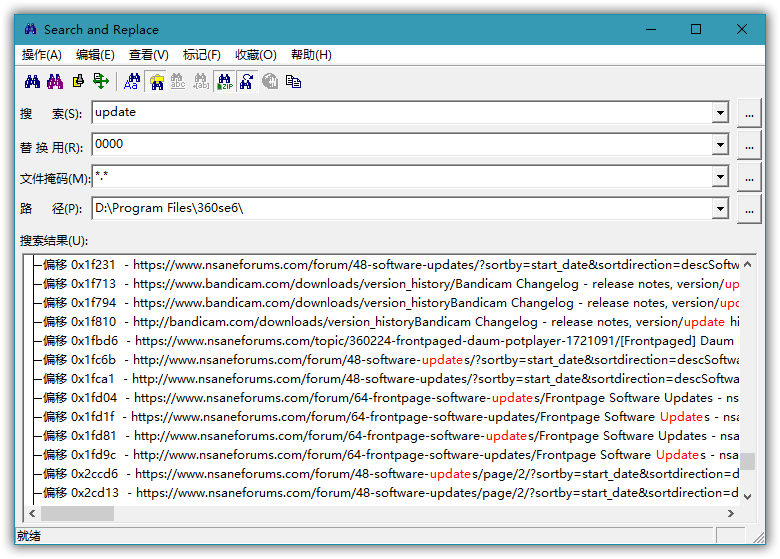 Search and Replace
操作(A) 编辑(E) 查看(V) 标记(F) 收藏(O) 帮助(H)
搜 索(S): update ...
替 换 用(R): 0000 ...
文件掩码(M): *.* ...
路 径(P): D:\Program Files\360se6\ ...
搜索结果(U):
偏移 0x1f231 - https://www.nsaneforums.com/forum/48-software-updates/?sortby=start_date&sortdirection=descSoftw
偏移 0x1f713 - https://www.bandicam.com/downloads/version_history/Bandicam Changelog - release notes, version/up
偏移 0x1f794 - https://www.bandicam.com/downloads/version_historyBandicam Changelog - release notes, version/upd
偏移 0x1f810 - http://bandicam.com/downloads/version_historyBandicam Changelog - release notes, version/update hi
偏移 0x1fbd6 - https://www.nsaneforums.com/topic/360224-frontpaged-daum-potplayer-1721091/[Frontpaged] Daum
偏移 0x1fc6b - https://www.nsaneforums.com/forum/48-software-updates/?sortby=start_date&sortdirection=descSoftwa
偏移 0x1fca1 - https://www.nsaneforums.com/forum/48-software-updates/?sortby=start_date&sortdirection=descSoftwa
偏移 0x1fd04 - https://www.nsaneforums.com/forum/64-frontpage-software-updates/Frontpage Software Updates - nsa
偏移 0x1fd1f - https://www.nsaneforums.com/forum/64-frontpage-software-updates/Frontpage Software Updates - nsa
偏移 0x1fd81 - http://www.nsaneforums.com/forum/64-frontpage-software-updates/Frontpage Software Updates - nsa
偏移 0x1fd9c - http://www.nsaneforums.com/forum/64-frontpage-software-updates/Frontpage Software Updates - nsa
偏移 0x2ccd6 - https://www.nsaneforums.com/forum/48-software-updates/page/2/?sortby=start_date&sortdirection=d
偏移 0x2cd13 - https://www.nsaneforums.com/forum/48-software-updates/page/2/?sortby=start_date&sortdirection=d
就绪